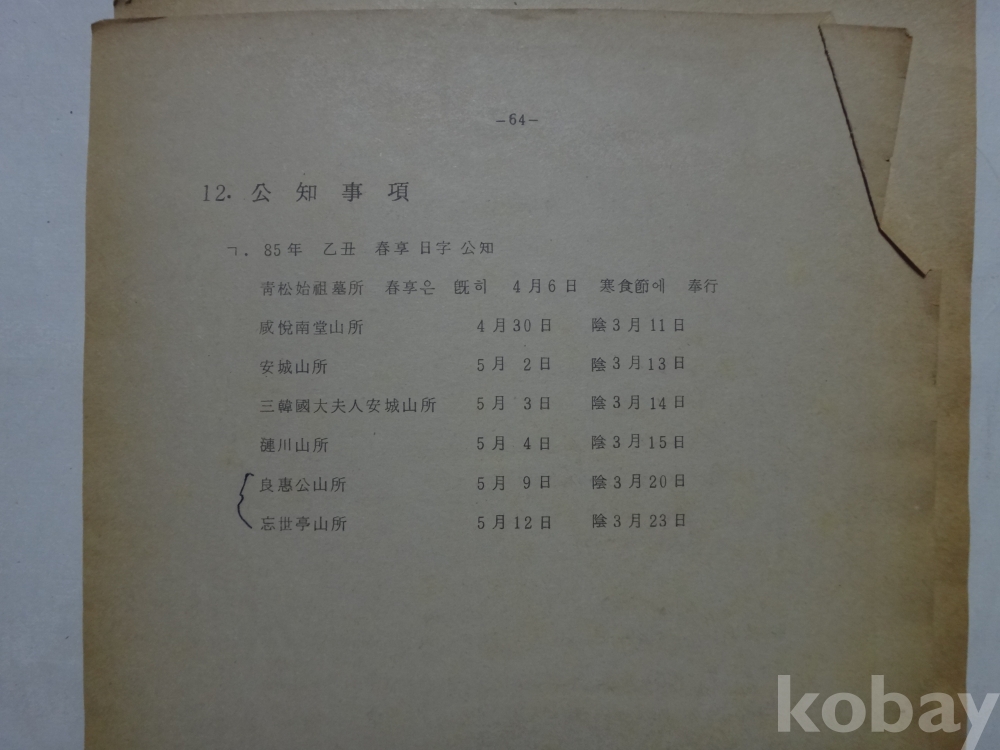 -64-
12. 公知事項
ㄱ. 85年 乙丑 春享 日字 公知
靑松始祖墓所 春享은 旣히 4月6日 寒食節에 奉行
咸悅南堂山所 4月30日 陰3月11日
安城山所 5月 2日 陰3月13日
三韓國大夫人安城山所 5月 3日 陰3月14日
漣川山所 5月 4日 陰3月15日
良惠公山所 5月 9日 陰3月20日
忘世亭山所 5月12日 陰3月23日
kobay